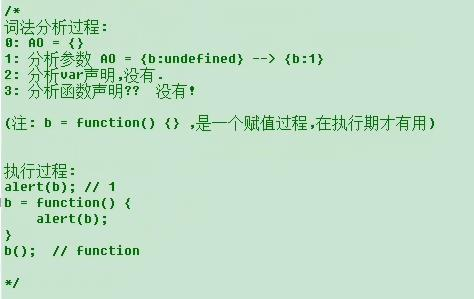 /*
词法分析过程:
0: AO = {}
1: 分析参数 AO = {b:undefined} --> {b:1}
2: 分析var声明,没有.
3: 分析函数声明??  没有!
(注: b = function() {} ,是一个赋值过程,在执行期才有用)
执行过程:
alert(b); // 1
b = function() {
    alert(b);
}
b();  // function
*/